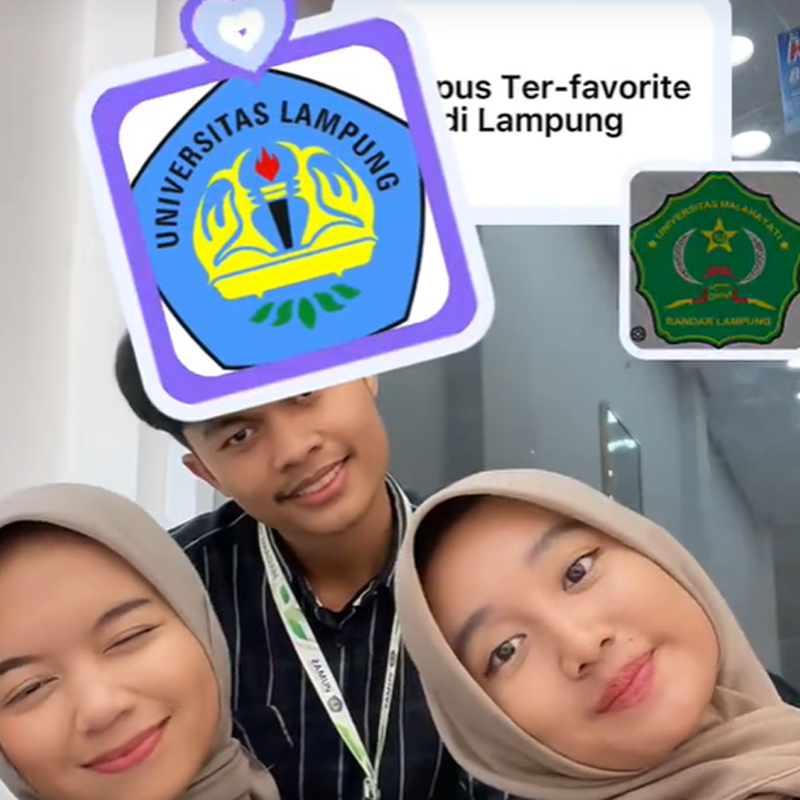 UNIVERSITAS LAMPUNG
pus Ter-favorite
di Lampung
UNIVERSITAS MALAHAYATI
BANDAR LAMPUNG